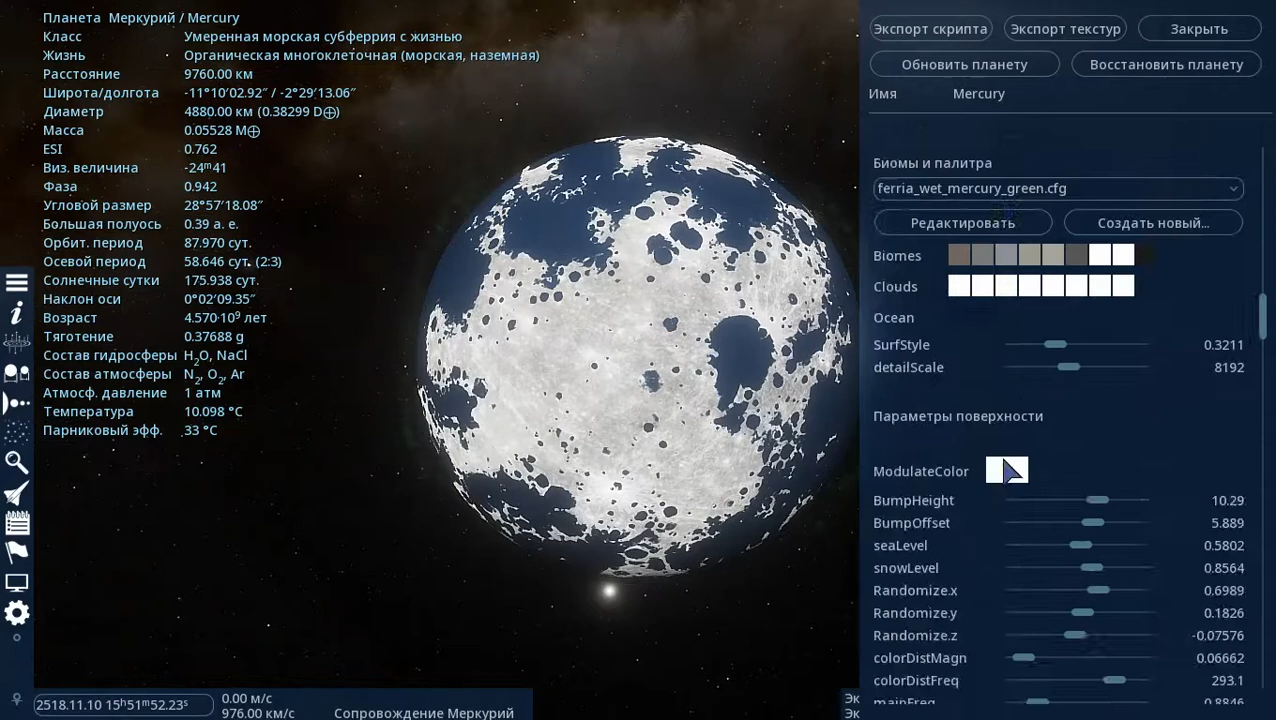 Планета Меркурий / Mercury
Класс Умеренная морская субферрия с жизнью
Жизнь Органическая многоклеточная (морская, наземная)
Расстояние 9760.00 км
Широта/долгота -11°10′02.92″ / -2°29′13.06″
Диаметр 4880.00 км (0.38299 D⊕)
Масса 0.05528 M⊕
ESI 0.762
Виз. величина -24ᵐ41
Фаза 0.942
Угловой размер 28°57′18.08″
Большая полуось 0.39 а. е.
Орбит. период 87.970 сут.
Осевой период 58.646 сут. (2:3)
Солнечные сутки 175.938 сут.
Наклон оси 0°02′09.35″
Возраст 4.570·10⁹ лет
Тяготение 0.37688 g
Состав гидросферы H₂O, NaCl
Состав атмосферы N₂, O₂, Ar
Атмосф. давление 1 атм
Температура 10.098 °C
Парниковый эфф. 33 °C
2518.11.10 15ʰ51ᵐ52.23ˢ
0.00 м/с
976.00 км/с Сопровождение Меркурий
Эк
Эк
Экспорт скрипта Экспорт текстур Закрыть
Обновить планету Восстановить планету
Имя Mercury
Биомы и палитра
ferria_wet_mercury_green.cfg
Редактировать Создать новый...
Biomes
Clouds
Ocean
SurfStyle 0.3211
detailScale 8192
Параметры поверхности
ModulateColor
BumpHeight 10.29
BumpOffset 5.889
seaLevel 0.5802
snowLevel 0.8564
Randomize.x 0.6989
Randomize.y 0.1826
Randomize.z -0.07576
colorDistMagn 0.06662
colorDistFreq 293.1
mainFreq 0.8846